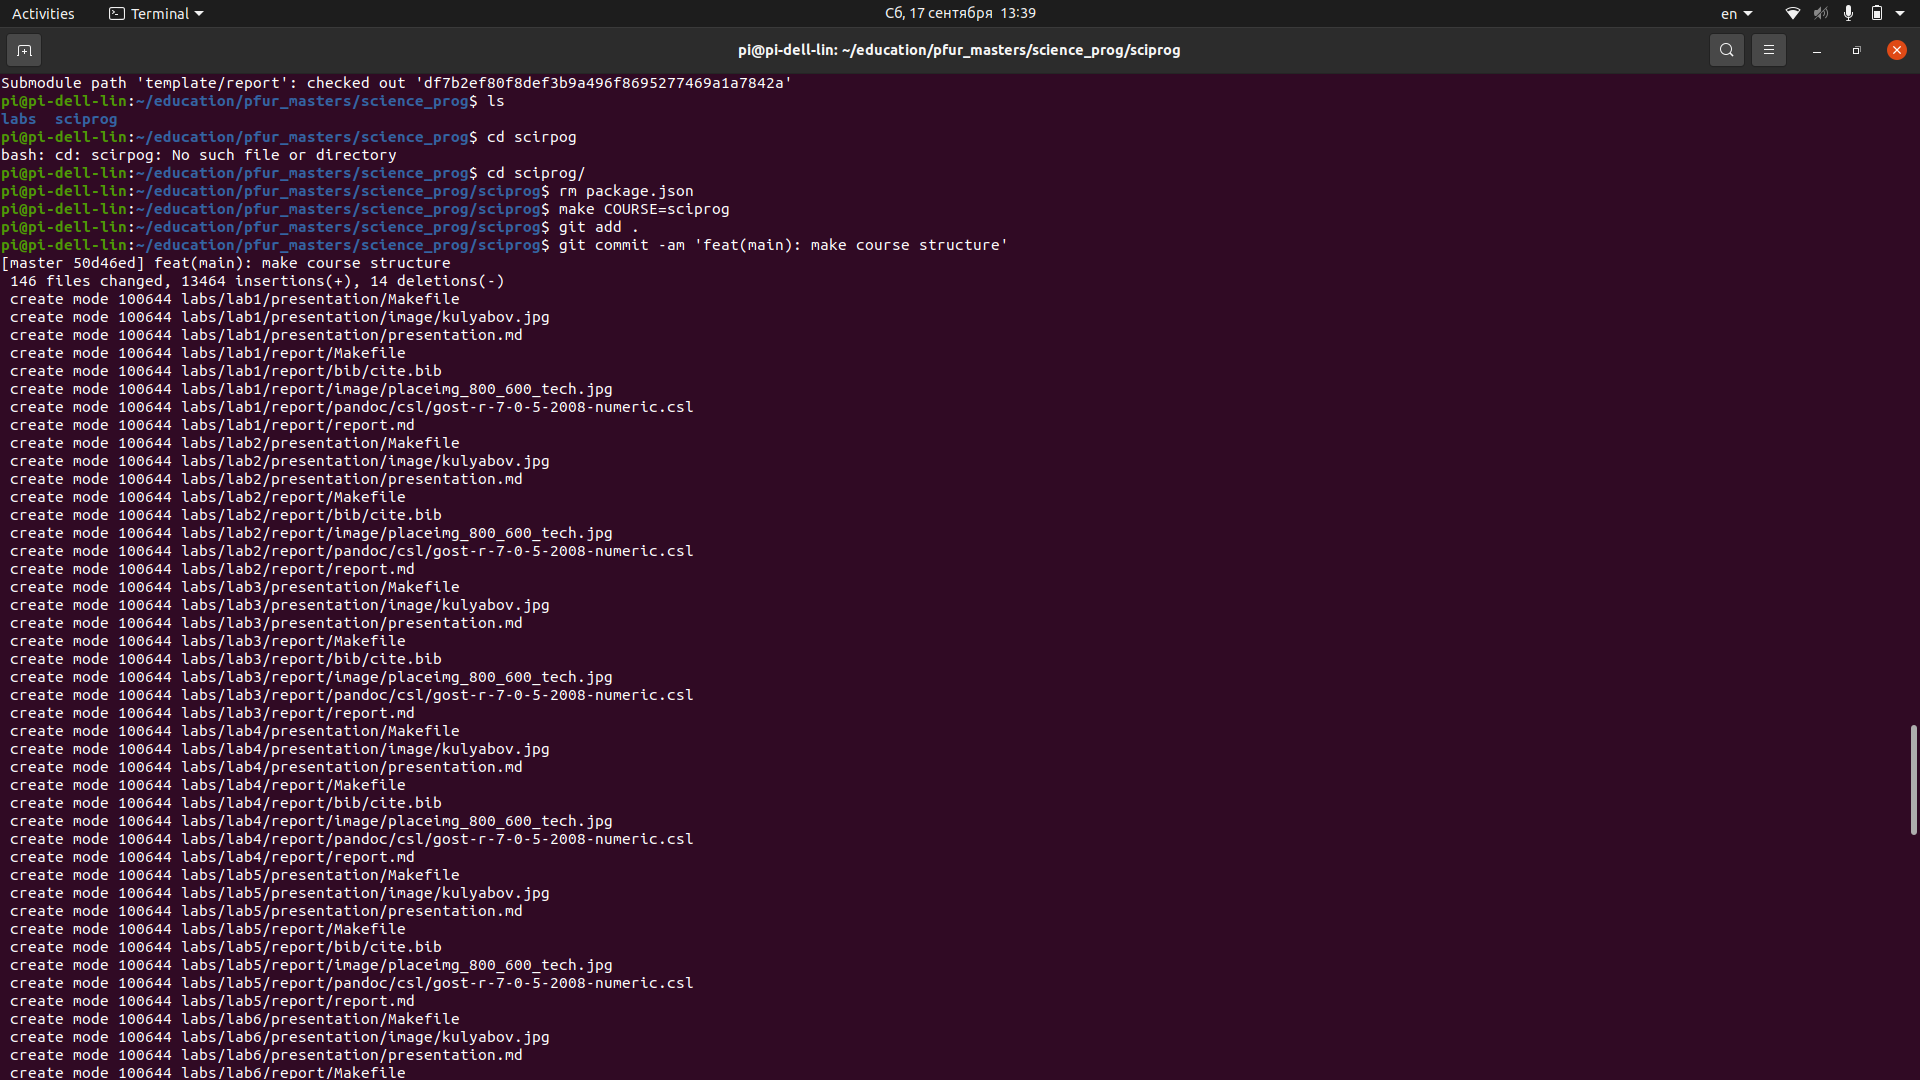 Activities Terminal Сб, 17 сентября 13:39 en
pi@pi-dell-lin: ~/education/pfur_masters/science_prog/sciprog
Submodule path 'template/report': checked out 'df7b2ef80f8def3b9a496f8695277469a1a7842a'
pi@pi-dell-lin:~/education/pfur_masters/science_prog$ ls
labs  sciprog
pi@pi-dell-lin:~/education/pfur_masters/science_prog$ cd scirpog
bash: cd: scirpog: No such file or directory
pi@pi-dell-lin:~/education/pfur_masters/science_prog$ cd sciprog/
pi@pi-dell-lin:~/education/pfur_masters/science_prog/sciprog$ rm package.json
pi@pi-dell-lin:~/education/pfur_masters/science_prog/sciprog$ make COURSE=sciprog
pi@pi-dell-lin:~/education/pfur_masters/science_prog/sciprog$ git add .
pi@pi-dell-lin:~/education/pfur_masters/science_prog/sciprog$ git commit -am 'feat(main): make course structure'
[master 50d46ed] feat(main): make course structure
 146 files changed, 13464 insertions(+), 14 deletions(-)
 create mode 100644 labs/lab1/presentation/Makefile
 create mode 100644 labs/lab1/presentation/image/kulyabov.jpg
 create mode 100644 labs/lab1/presentation/presentation.md
 create mode 100644 labs/lab1/report/Makefile
 create mode 100644 labs/lab1/report/bib/cite.bib
 create mode 100644 labs/lab1/report/image/placeimg_800_600_tech.jpg
 create mode 100644 labs/lab1/report/pandoc/csl/gost-r-7-0-5-2008-numeric.csl
 create mode 100644 labs/lab1/report/report.md
 create mode 100644 labs/lab2/presentation/Makefile
 create mode 100644 labs/lab2/presentation/image/kulyabov.jpg
 create mode 100644 labs/lab2/presentation/presentation.md
 create mode 100644 labs/lab2/report/Makefile
 create mode 100644 labs/lab2/report/bib/cite.bib
 create mode 100644 labs/lab2/report/image/placeimg_800_600_tech.jpg
 create mode 100644 labs/lab2/report/pandoc/csl/gost-r-7-0-5-2008-numeric.csl
 create mode 100644 labs/lab2/report/report.md
 create mode 100644 labs/lab3/presentation/Makefile
 create mode 100644 labs/lab3/presentation/image/kulyabov.jpg
 create mode 100644 labs/lab3/presentation/presentation.md
 create mode 100644 labs/lab3/report/Makefile
 create mode 100644 labs/lab3/report/bib/cite.bib
 create mode 100644 labs/lab3/report/image/placeimg_800_600_tech.jpg
 create mode 100644 labs/lab3/report/pandoc/csl/gost-r-7-0-5-2008-numeric.csl
 create mode 100644 labs/lab3/report/report.md
 create mode 100644 labs/lab4/presentation/Makefile
 create mode 100644 labs/lab4/presentation/image/kulyabov.jpg
 create mode 100644 labs/lab4/presentation/presentation.md
 create mode 100644 labs/lab4/report/Makefile
 create mode 100644 labs/lab4/report/bib/cite.bib
 create mode 100644 labs/lab4/report/image/placeimg_800_600_tech.jpg
 create mode 100644 labs/lab4/report/pandoc/csl/gost-r-7-0-5-2008-numeric.csl
 create mode 100644 labs/lab4/report/report.md
 create mode 100644 labs/lab5/presentation/Makefile
 create mode 100644 labs/lab5/presentation/image/kulyabov.jpg
 create mode 100644 labs/lab5/presentation/presentation.md
 create mode 100644 labs/lab5/report/Makefile
 create mode 100644 labs/lab5/report/bib/cite.bib
 create mode 100644 labs/lab5/report/image/placeimg_800_600_tech.jpg
 create mode 100644 labs/lab5/report/pandoc/csl/gost-r-7-0-5-2008-numeric.csl
 create mode 100644 labs/lab5/report/report.md
 create mode 100644 labs/lab6/presentation/Makefile
 create mode 100644 labs/lab6/presentation/image/kulyabov.jpg
 create mode 100644 labs/lab6/presentation/presentation.md
 create mode 100644 labs/lab6/report/Makefile